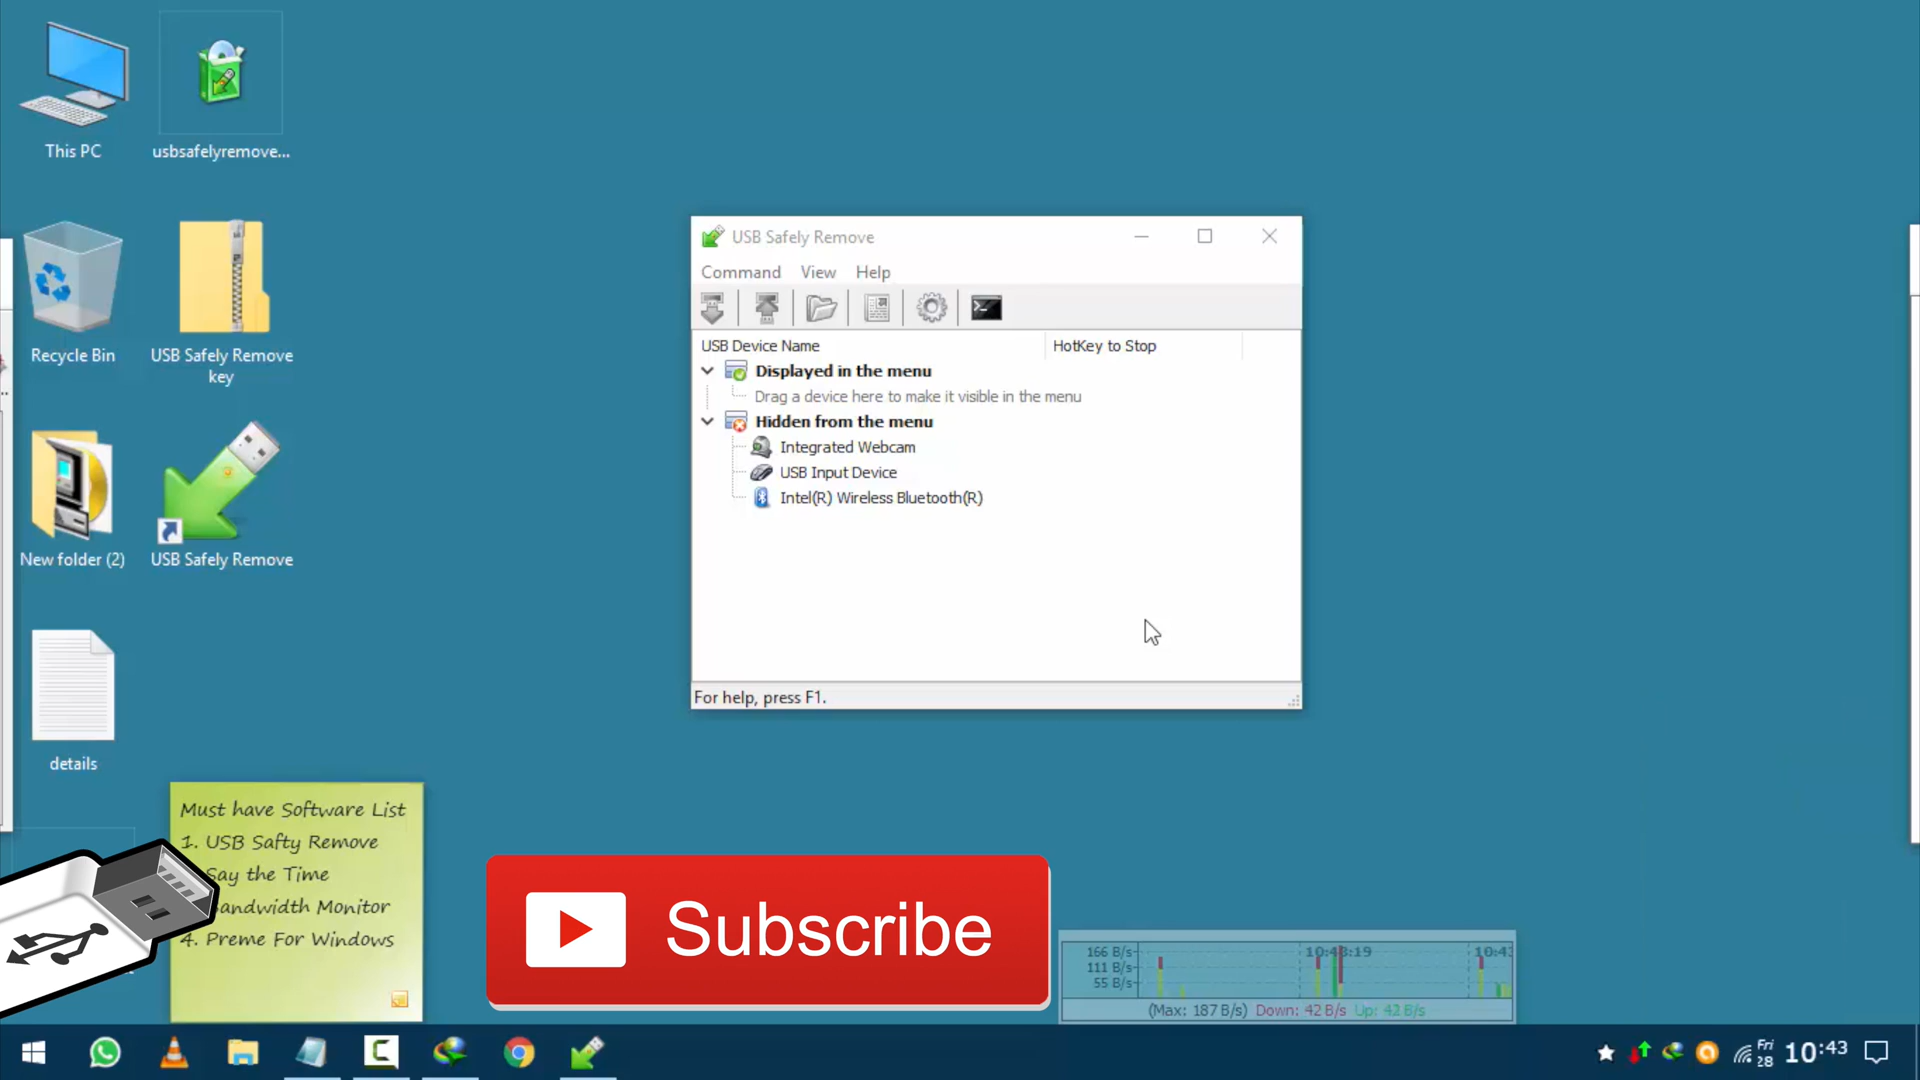 This PC
usbsafelyremove...
Recycle Bin
USB Safely Remove
key
New folder (2)
USB Safely Remove
details
USB Safely Remove
Command View Help
USB Device Name HotKey to Stop
Displayed in the menu
Drag a device here to make it visible in the menu
Hidden from the menu
Integrated Webcam
USB Input Device
Intel(R) Wireless Bluetooth(R)
For help, press F1.
Must have Software List
1. USB Safty Remove
Say the Time
andwidth Monitor
4. Preme For Windows
Subscribe
166 B/s
111 B/s
55 B/s
10:43:19
10:43
(Max: 187 B/s) Down: 42 B/s Up: 42 B/s
Fri
28
10:43